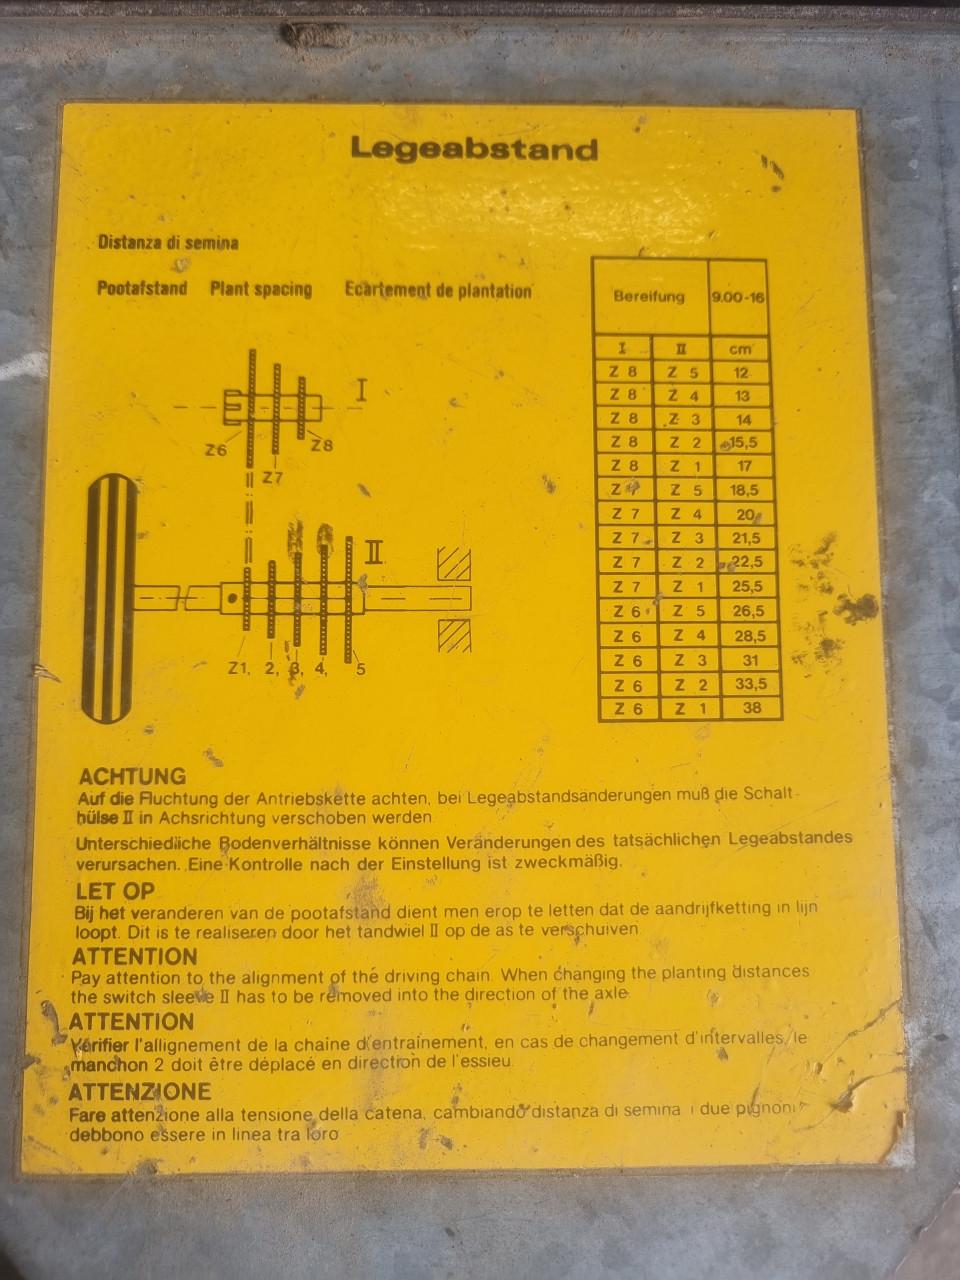 Legeabstand
Distanza di semina
Pootafstand Plant spacing Ecartement de plantation
Bereifung 9.00-16
I II cm
Z 8 Z 5 12
Z 8 Z 4 13
Z 8 Z 3 14
Z 8 Z 2 15,5
Z 8 Z 1 17
Z 7 Z 5 18,5
Z 7 Z 4 20
Z 7 Z 3 21,5
Z 7 Z 2 22,5
Z 7 Z 1 25,5
Z 6 Z 5 26,5
Z 6 Z 4 28,5
Z 6 Z 3 31
Z 6 Z 2 33,5
Z 6 Z 1 38
I
Z6 Z8
Z7
II
Z1, 2, 3, 4, 5
ACHTUNG
Auf die Fluchtung der Antriebskette achten, bei Legeabstandsänderungen muß die Schalt-
hülse II in Achsrichtung verschoben werden
Unterschiedliche Bodenverhältnisse können Veränderungen des tatsächlichen Legeabstandes
verursachen. Eine Kontrolle nach der Einstellung ist zweckmäßig.
LET OP
Bij het veranderen van de pootafstand dient men erop te letten dat de aandrijfketting in lijn
loopt. Dit is te realiseren door het tandwiel II op de as te verschuiven
ATTENTION
Pay attention to the alignment of the driving chain. When changing the planting distances
the switch sleeve II has to be removed into the direction of the axle
ATTENTION
Vérifier l'allignement de la chaîne d'entraînement, en cas de changement d'intervalles, le
manchon 2 doit être déplacé en direction de l'essieu
ATTENZIONE
Fare attenzione alla tensione della catena, cambiando distanza di semina i due pignoni
debbono essere in linea tra loro